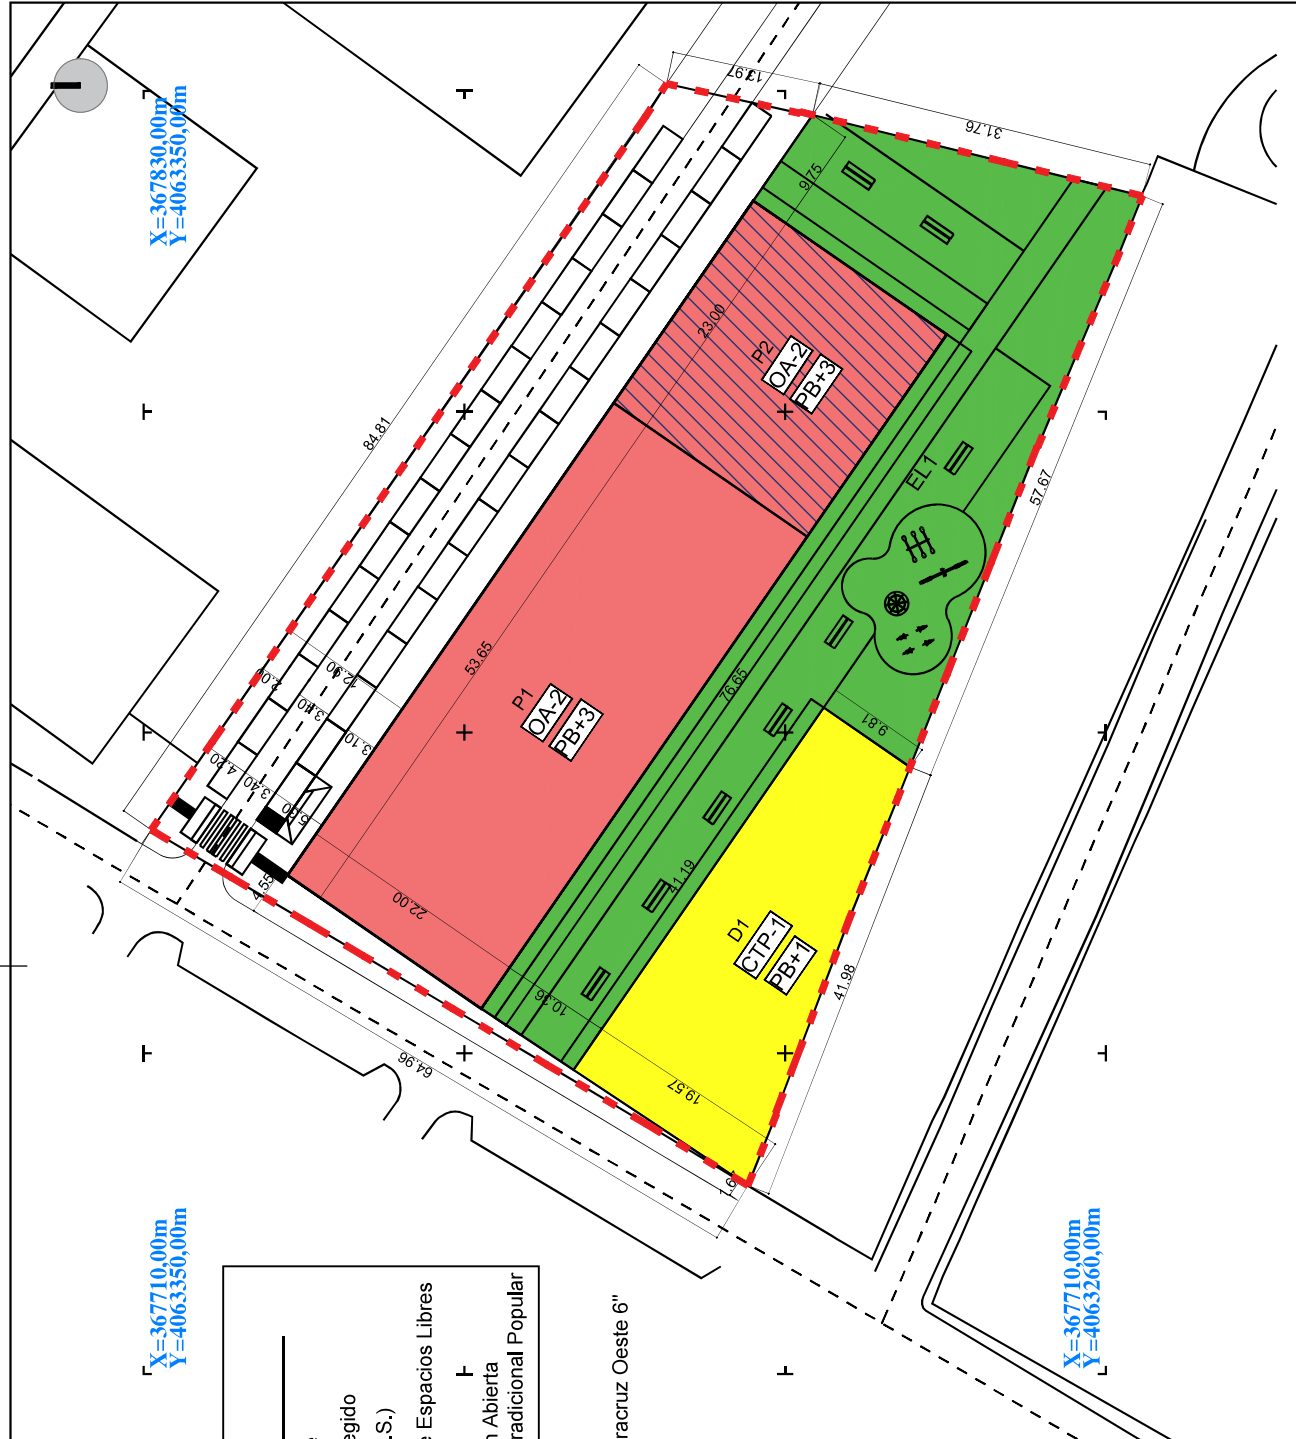 X=367830,00m
Y=4063350,00m
13.97
31.76
9.75
84.81
23.00
P2
OA-2
PB+3
EL1
57.67
53.65
P1
OA-2
PB+3
2.00
12.90
3.40
3.10
4.20
3.40
76.65
9.81
4.55
22.00
41.19
D1
CTP-1
PB+1
41.98
10.36
64.96
19.57
X=367710,00m
Y=4063350,00m
X=367710,00m
Y=4063260,00m
egido
.S.)
e Espacios Libres
n Abierta
radicional Popular
racruz Oeste 6"